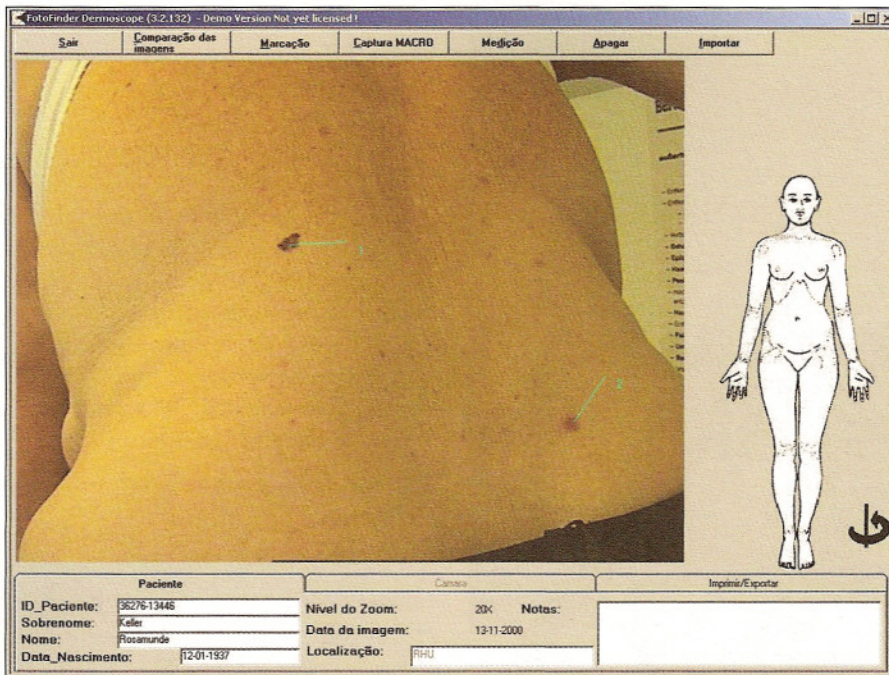 FotoFinder Dermoscope (3.2.132) - Demo Version Not yet licensed !
Sair
Comparação das imagens
Marcação
Captura MACRO
Medição
Apagar
Importar
1
2
Paciente
Camara
Imprimir/Exportar
ID_Paciente: 36276-13446
Sobrenome: Keller
Nome: Rosamunde
Data_Nascimento: 12-01-1937
Nível do Zoom: 20X
Data da imagem: 13-11-2000
Localização: RHU
Notas: